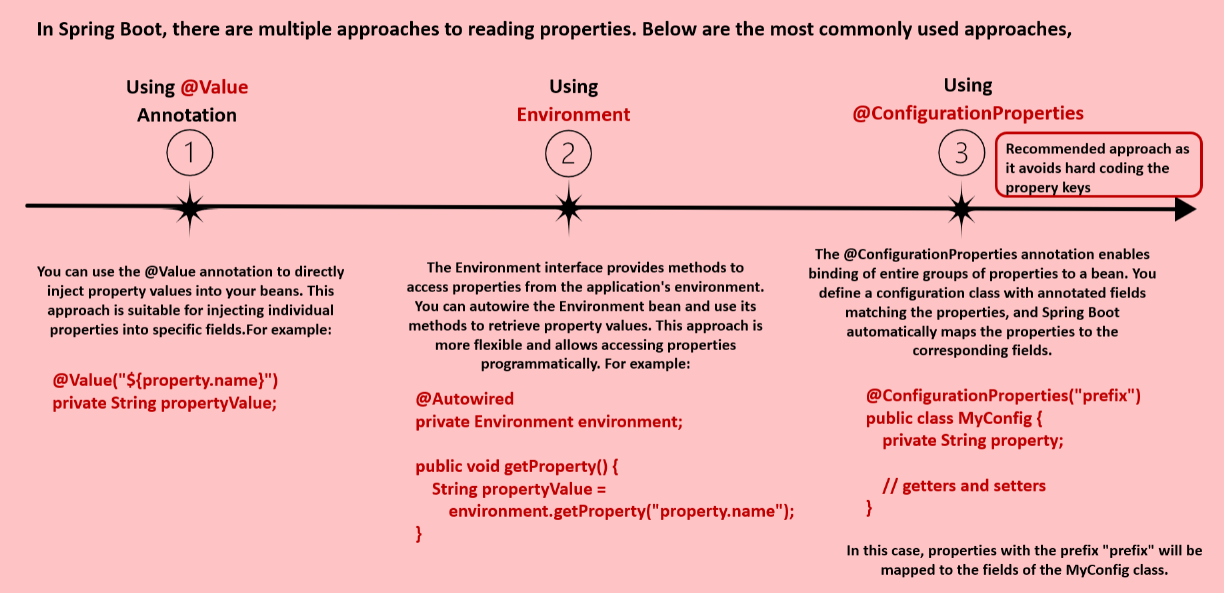 In Spring Boot, there are multiple approaches to reading properties. Below are the most commonly used approaches,
Using @Value
Annotation
1
You can use the @Value annotation to directly
inject property values into your beans. This
approach is suitable for injecting individual
properties into specific fields.For example:
@Value("${property.name}")
private String propertyValue;
Using
Environment
2
The Environment interface provides methods to
access properties from the application's environment.
You can autowire the Environment bean and use its
methods to retrieve property values. This approach is
more flexible and allows accessing properties
programmatically. For example:
@Autowired
private Environment environment;
public void getProperty() {
String propertyValue =
environment.getProperty("property.name");
}
Using
@ConfigurationProperties
3
Recommended approach as
it avoids hard coding the
propery keys
The @ConfigurationProperties annotation enables
binding of entire groups of properties to a bean. You
define a configuration class with annotated fields
matching the properties, and Spring Boot
automatically maps the properties to the
corresponding fields.
@ConfigurationProperties("prefix")
public class MyConfig {
private String property;
// getters and setters
}
In this case, properties with the prefix "prefix" will be
mapped to the fields of the MyConfig class.